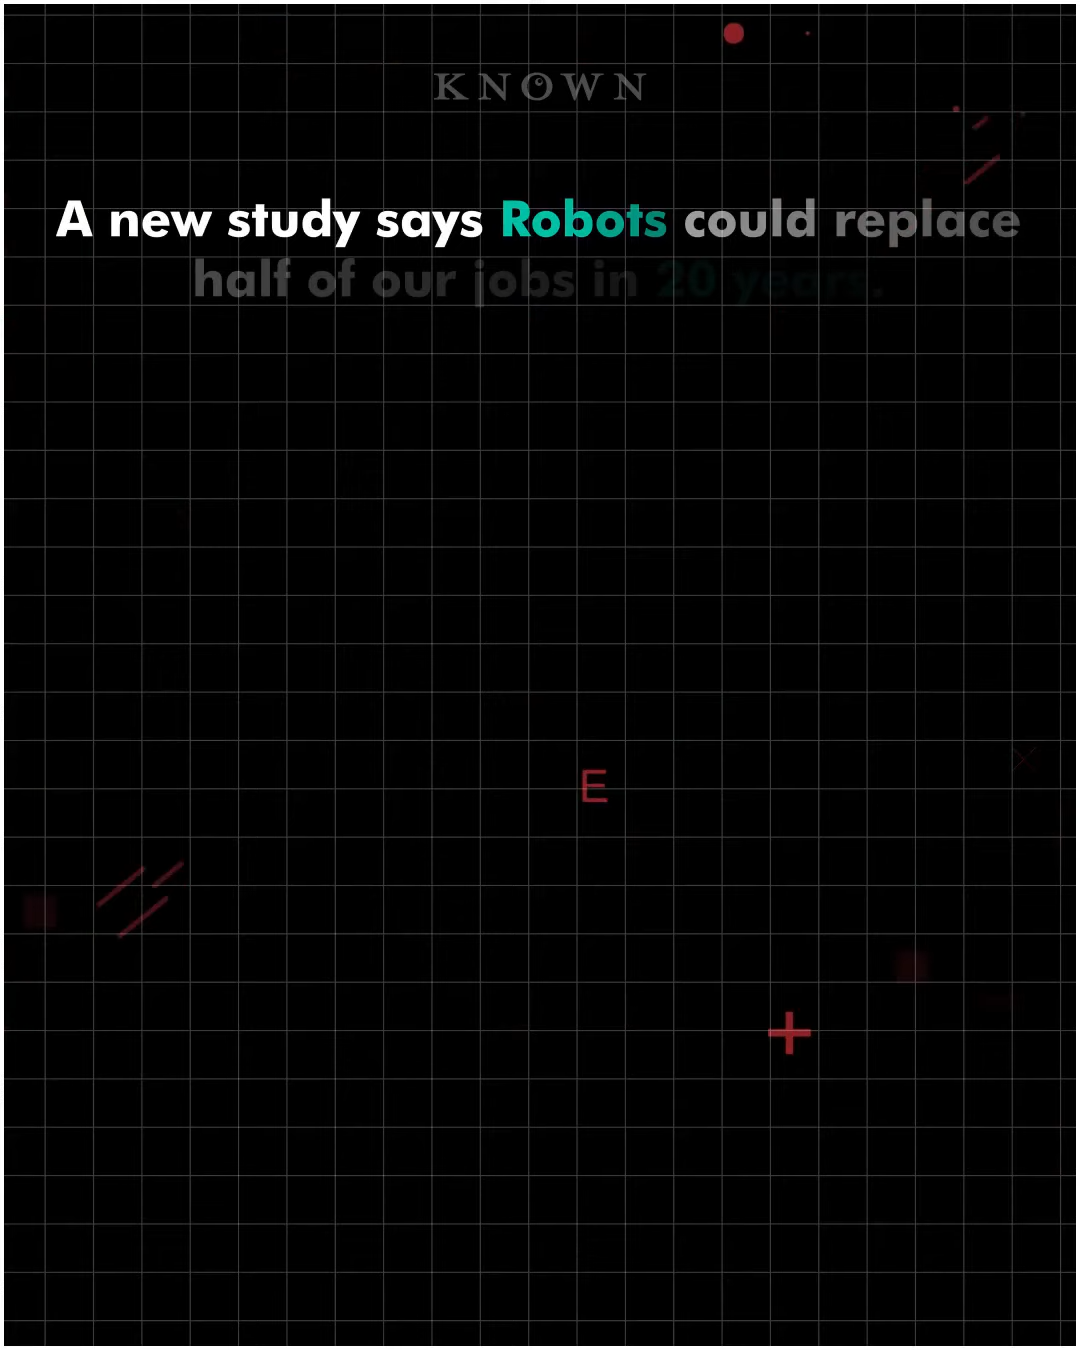 KNOWN
A new study says Robots could replace
half of our jobs in 20 years.
E